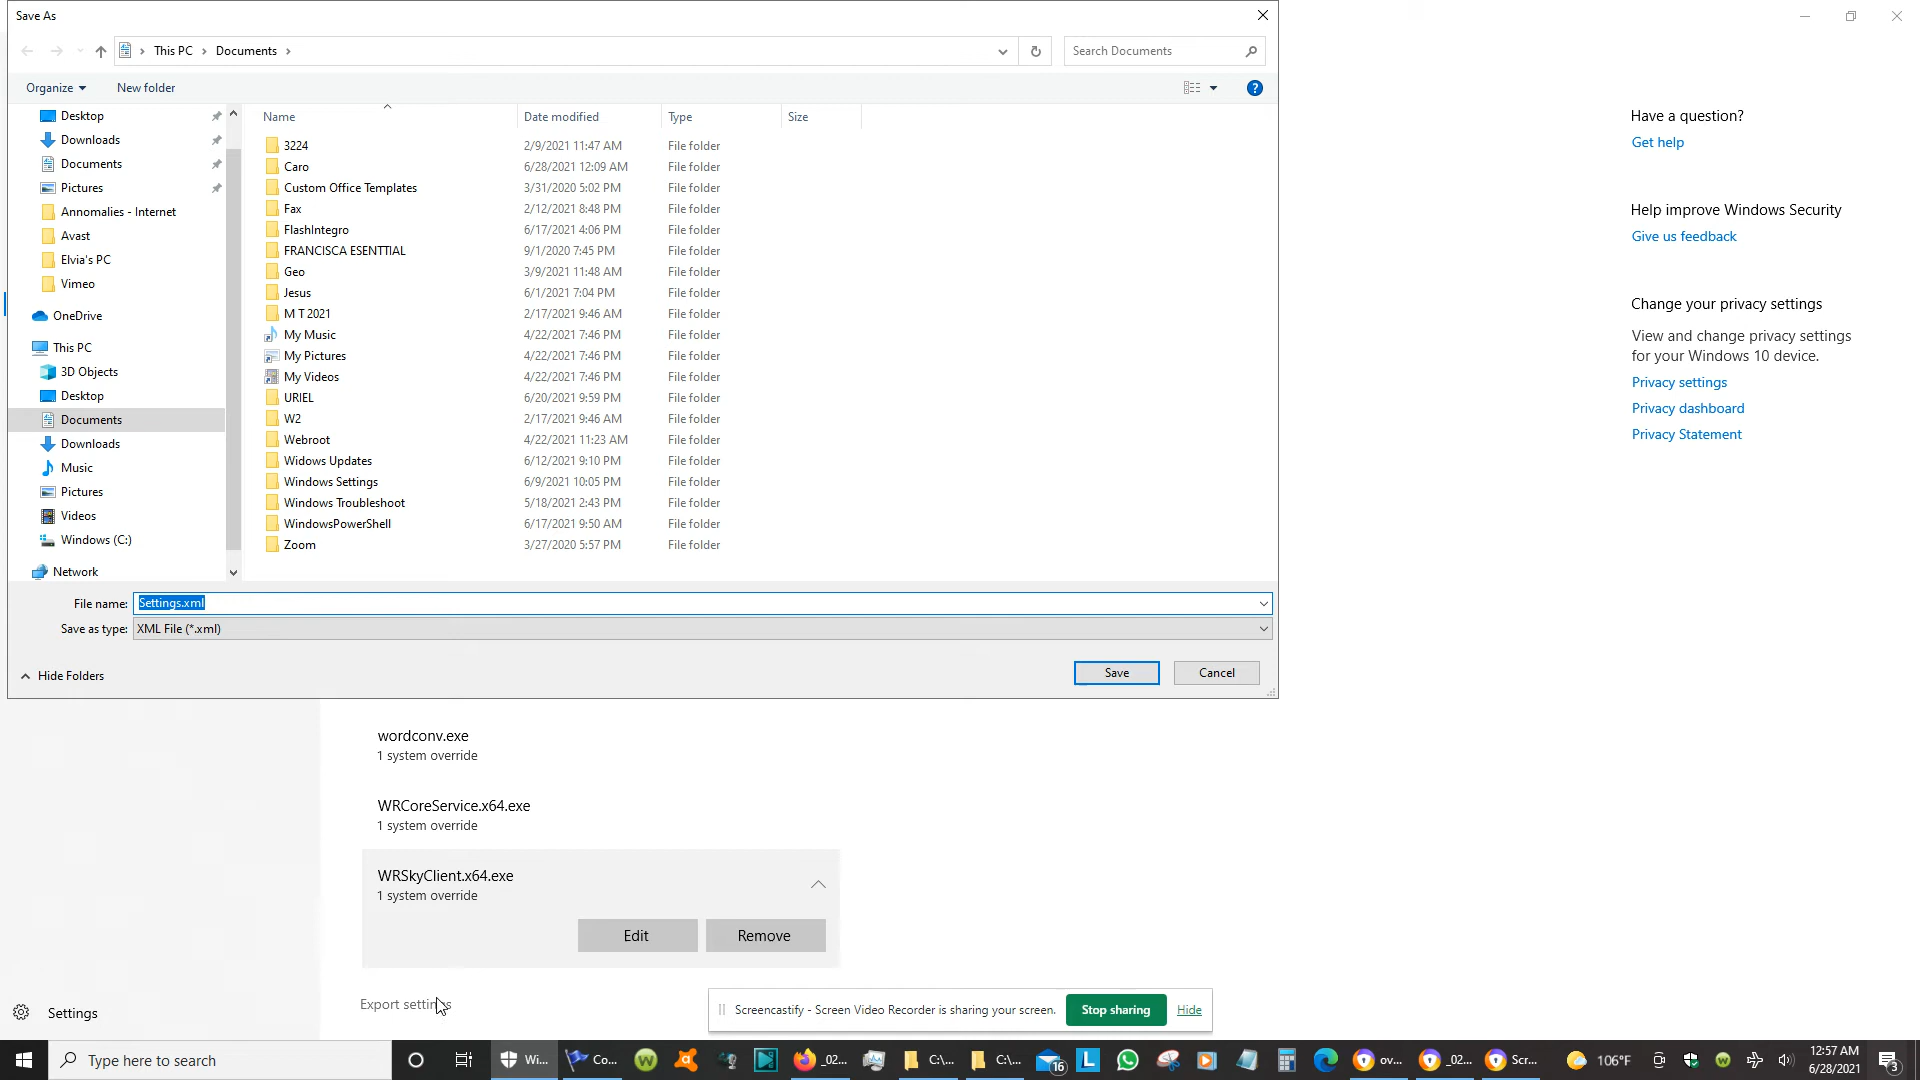 Save As
This PC > Documents >
Search Documents
Organize
New folder
Desktop
Downloads
Documents
Pictures
Annomalies - Internet
Avast
Elvia's PC
Vimeo
OneDrive
This PC
3D Objects
Desktop
Documents
Downloads
Music
Pictures
Videos
Windows (C:)
Network
Name Date modified Type Size
3224 2/9/2021 11:47 AM File folder
Caro 6/28/2021 12:09 AM File folder
Custom Office Templates 3/31/2020 5:02 PM File folder
Fax 2/12/2021 8:48 PM File folder
FlashIntegro 6/17/2021 4:06 PM File folder
FRANCISCA ESENTTIAL 9/1/2020 7:45 PM File folder
Geo 3/9/2021 11:48 AM File folder
Jesus 6/1/2021 7:04 PM File folder
M T 2021 2/17/2021 9:46 AM File folder
My Music 4/22/2021 7:46 PM File folder
My Pictures 4/22/2021 7:46 PM File folder
My Videos 4/22/2021 7:46 PM File folder
URIEL 6/20/2021 9:59 PM File folder
W2 2/17/2021 9:46 AM File folder
Webroot 4/22/2021 11:23 AM File folder
Widows Updates 6/12/2021 9:10 PM File folder
Windows Settings 6/9/2021 10:05 PM File folder
Windows Troubleshoot 5/18/2021 2:43 PM File folder
WindowsPowerShell 6/17/2021 9:50 AM File folder
Zoom 3/27/2020 5:57 PM File folder
File name: Settings.xml
Save as type: XML File (*.xml)
Hide Folders
Save
Cancel
Have a question?
Get help
Help improve Windows Security
Give us feedback
Change your privacy settings
View and change privacy settings
for your Windows 10 device.
Privacy settings
Privacy dashboard
Privacy Statement
wordconv.exe
1 system override
WRCoreService.x64.exe
1 system override
WRSkyClient.x64.exe
1 system override
Edit
Remove
Export settings
Settings
Screencastify - Screen Video Recorder is sharing your screen.
Stop sharing
Hide
Type here to search
Wi...
Co...
_02...
C:\...
C:\...
16
L
ov...
_02...
Scr...
106°F
12:57 AM
6/28/2021
3